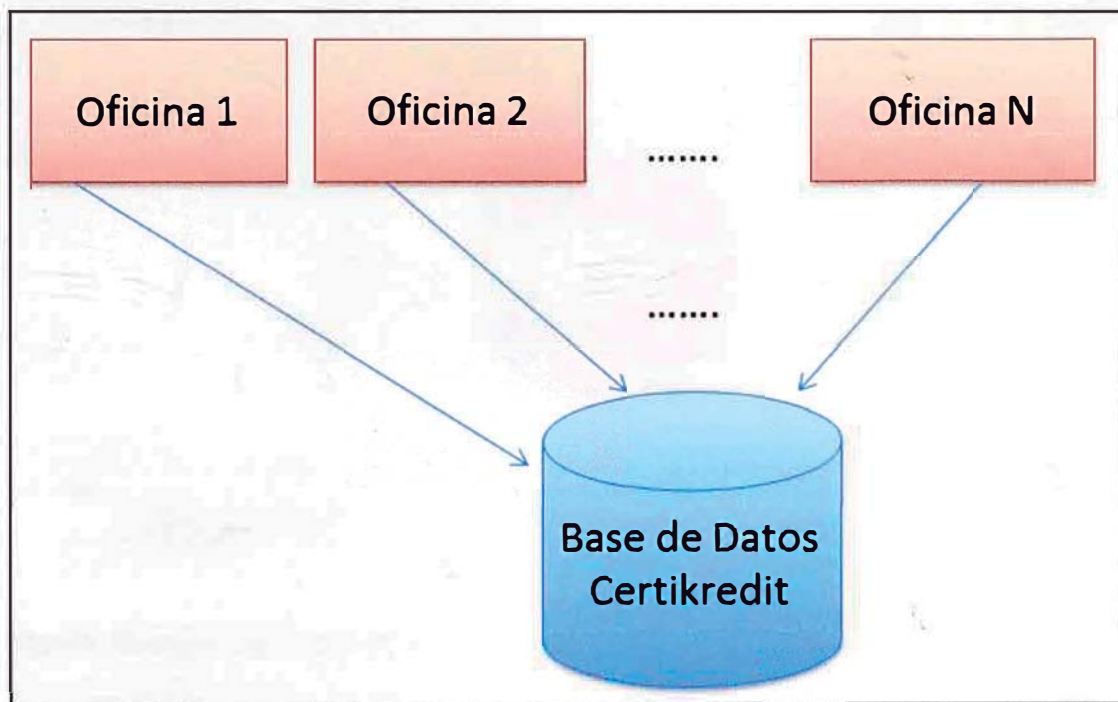 Oficina 1
Oficina 2
.......
Oficina N
.......
Base de Datos
Certikredit